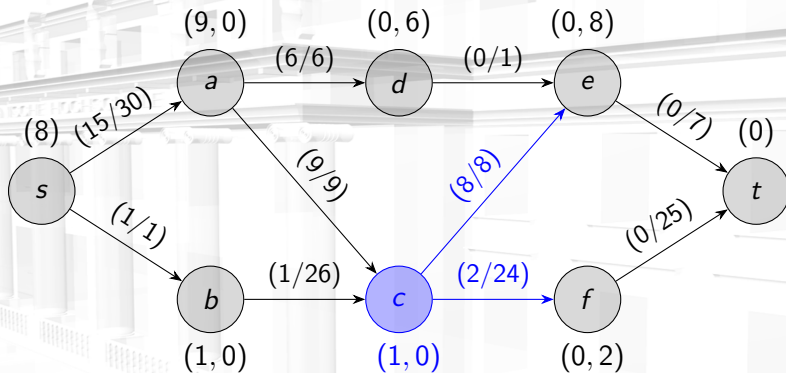 (9, 0)
(0, 6)
(0, 8)
a
(6/6)
d
(0/1)
e
(15/30)
(0/7)
(8)
(0)
s
(9/9)
(8/8)
t
(1/1)
(0/25)
b
(1/26)
c
(2/24)
f
(1, 0)
(1, 0)
(0, 2)